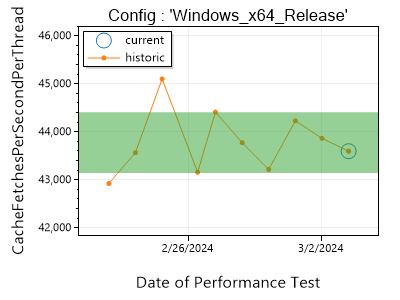 Config : 'Windows_x64_Release'
current
historic
46,000
45,000
44,000
43,000
42,000
CacheFetchesPerSecondPerThread
2/26/2024
3/2/2024
Date of Performance Test